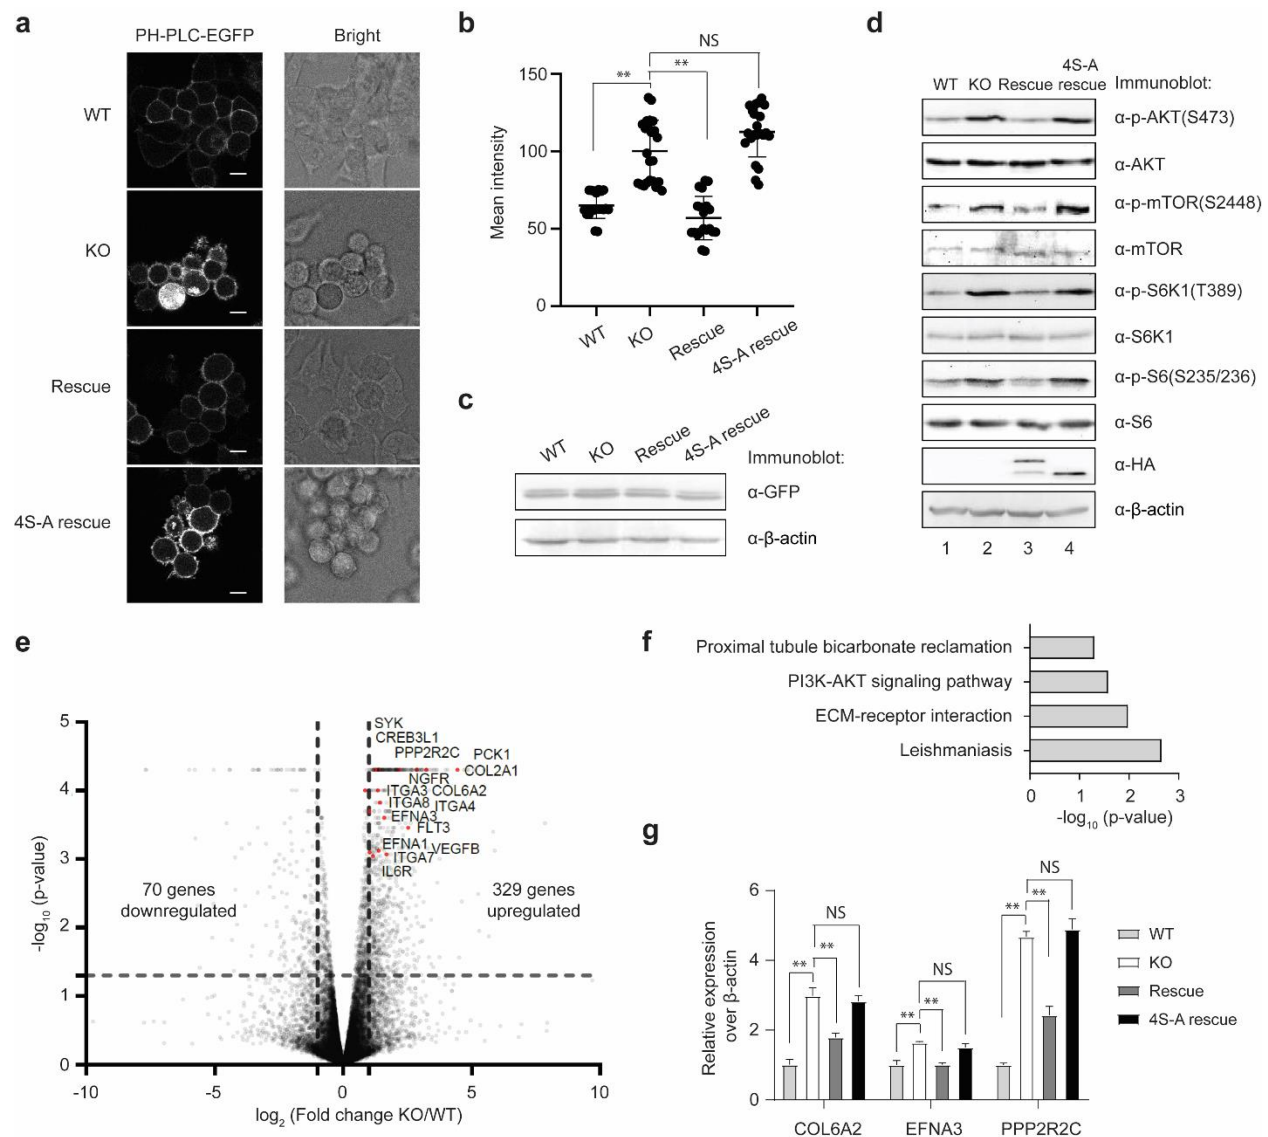 a
PH-PLC-EGFP
Bright
WT
KO
Rescue
4S-A rescue
b
NS
**
**
150
100
50
0
Mean intensity
WT
KO
Rescue
4S-A rescue
c
WT
KO
Rescue
4S-A rescue
Immunoblot:
α-GFP
α-β-actin
d
WT KO Rescue 4S-A rescue Immunoblot:
α-p-AKT(S473)
α-AKT
α-p-mTOR(S2448)
α-mTOR
α-p-S6K1(T389)
α-S6K1
α-p-S6(S235/236)
α-S6
α-HA
α-β-actin
1 2 3 4
e
5
4
3
2
1
0
-log10 (p-value)
SYK
CREB3L1
PPP2R2C
PCK1
COL2A1
NGFR
ITGA3 COL6A2
ITGA8
ITGA4
EFNA3
FLT3
EFNA1
VEGFB
ITGA7
IL6R
70 genes
downregulated
329 genes
upregulated
-10 -5 0 5 10
log2 (Fold change KO/WT)
f
Proximal tubule bicarbonate reclamation
PI3K-AKT signaling pathway
ECM-receptor interaction
Leishmaniasis
0 1 2 3
-log10 (p-value)
g
6
4
2
0
Relative expression
over β-actin
NS
**
**
NS
**
**
NS
**
**
COL6A2 EFNA3 PPP2R2C
WT
KO
Rescue
4S-A rescue